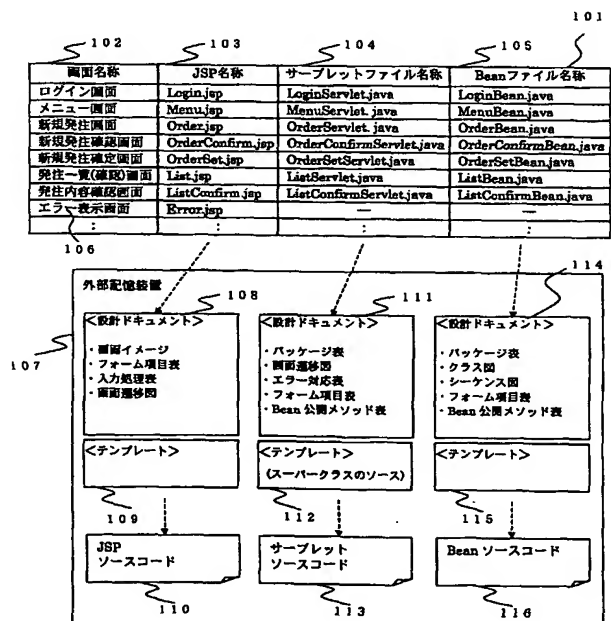 101
102 103 104 105
画面名称 JSP名称 サーブレットファイル名称 Beanファイル名称
ログイン画面 Login.jsp LoginServlet.java LoginBean.java
メニュー画面 Menu.jsp MenuServlet.java MenuBean.java
新規発注画面 Order.jsp OrderServlet.java OrderBean.java
新規発注確認画面 OrderConfirm.jsp OrderConfirmServlet.java OrderConfirmBean.java
新規発注確定画面 OrderSet.jsp OrderSetServlet.java OrderSetBean.java
発注一覧(確認)画面 List.jsp ListServlet.java ListBean.java
発注内容確認画面 ListConfirm.jsp ListConfirmServlet.java ListConfirmBean.java
エラー表示画面 Error.jsp — —
: : : :
106
114
外部記憶装置
108
111
107
<設計ドキュメント>
・画面イメージ
・フォーム項目表
・入力処理表
・画面遷移図
<設計ドキュメント>
・パッケージ表
・画面遷移図
・エラー対応表
・フォーム項目表
・Bean公開メソッド表
<設計ドキュメント>
・パッケージ表
・クラス図
・シーケンス図
・フォーム項目表
・Bean公開メソッド表
<テンプレート>
<テンプレート>
(スーパークラスのソース)
<テンプレート>
109 112 115
JSP
ソースコード
サーブレット
ソースコード
Bean ソースコード
110 113 116